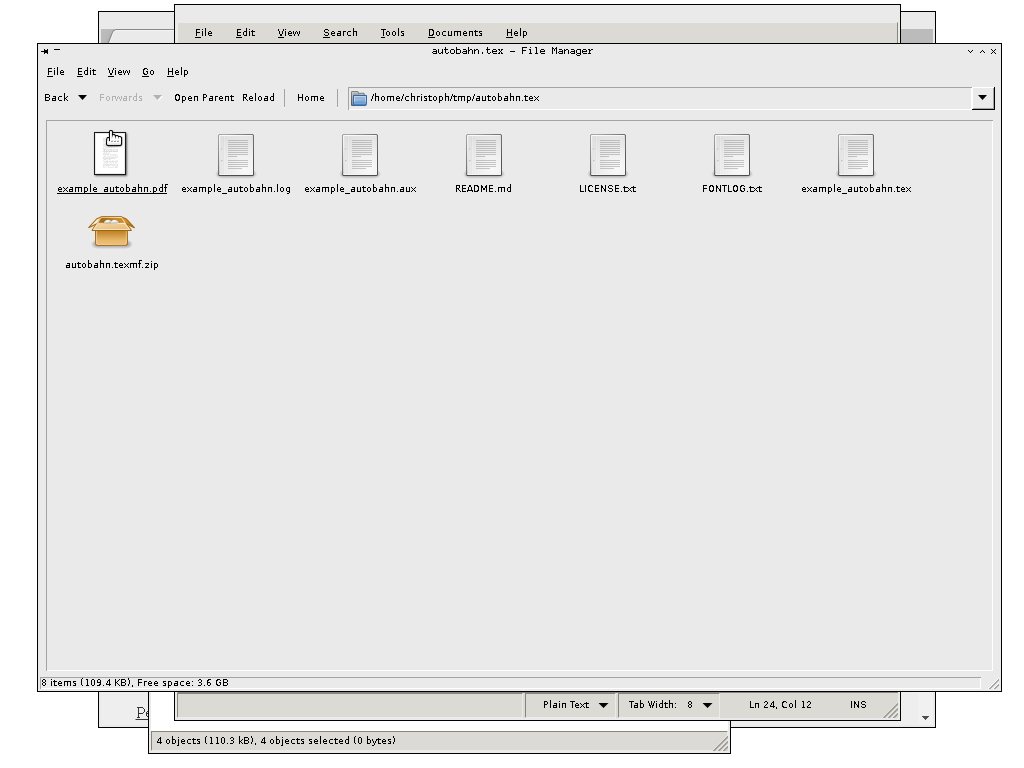 File Edit View Search Tools Documents Help
autobahn.tex - File Manager
File Edit View Go Help
Back Forwards Open Parent Reload Home /home/christoph/tmp/autobahn.tex
example_autobahn.pdf example_autobahn.log example_autobahn.aux README.md LICENSE.txt FONTLOG.txt example_autobahn.tex
autobahn.texmf.zip
8 items (109.4 KB), Free space: 3.6 GB
Plain Text Tab Width: 8 Ln 24, Col 12 INS
4 objects (110.3 kB), 4 objects selected (0 bytes)